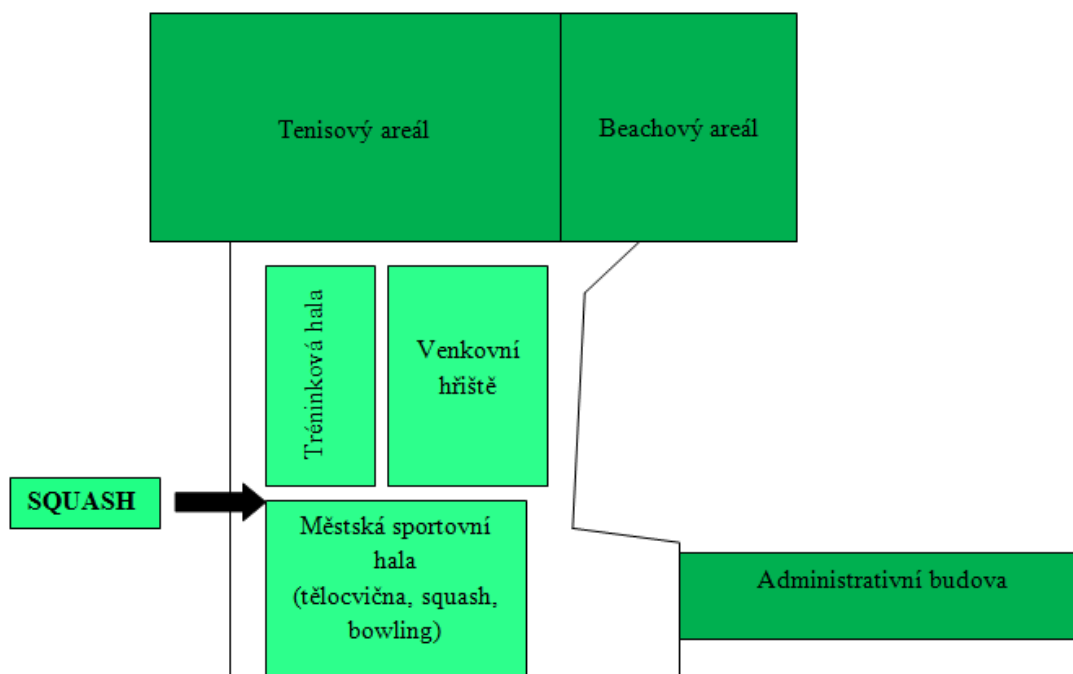 Tenisový areál
Beachový areál
Tréninková hala
Venkovní
hřiště
SQUASH
Městská sportovní
hala
(tělocvična, squash,
bowling)
Administrativní budova